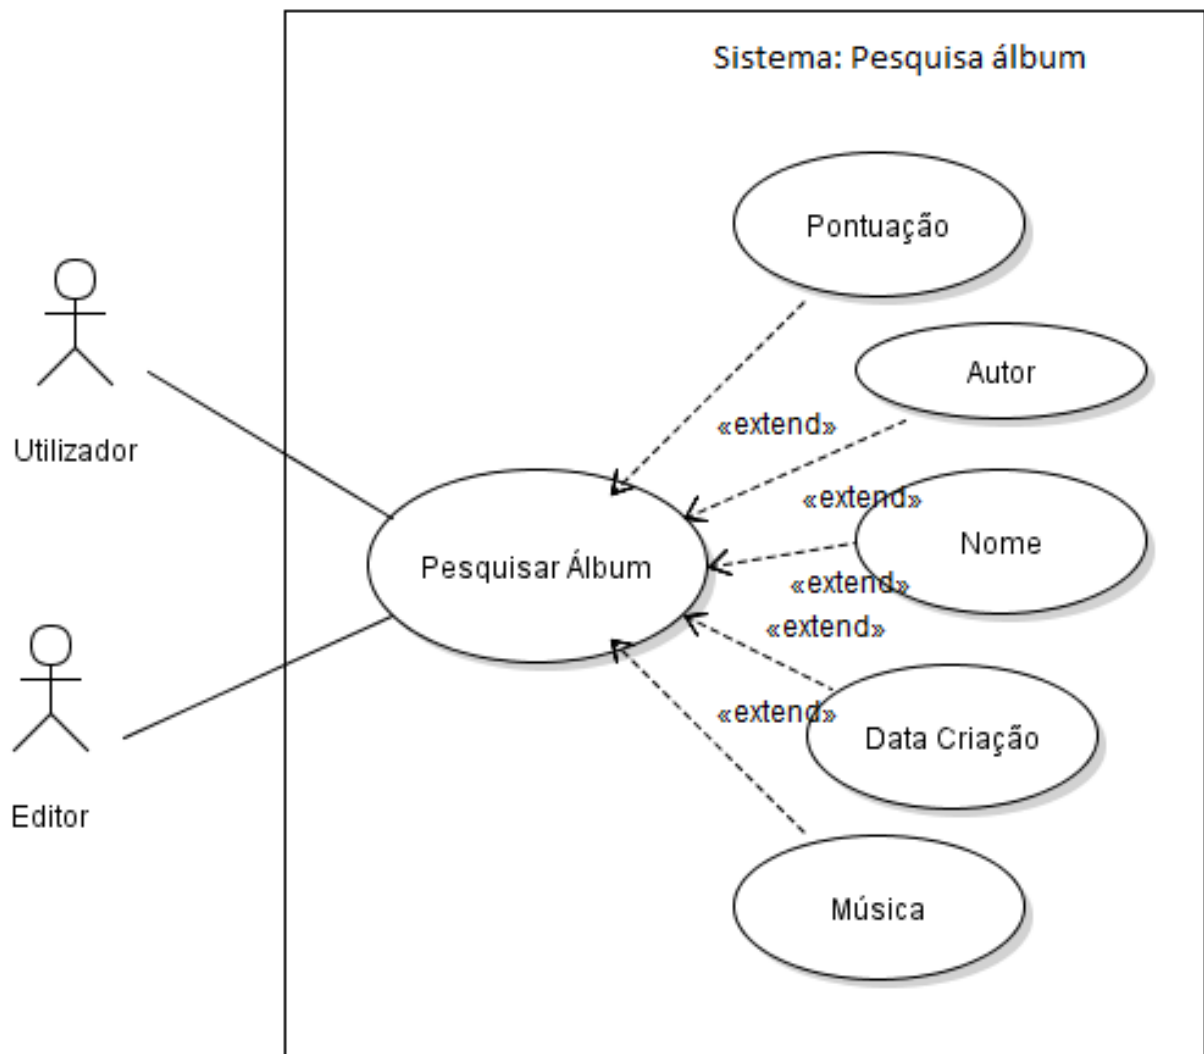 Sistema: Pesquisa álbum
Pontuação
Autor
«extend»
Utilizador
«extend»
Nome
Pesquisar Álbum
«extend»
«extend»
«extend»
Data Criação
Editor
Música